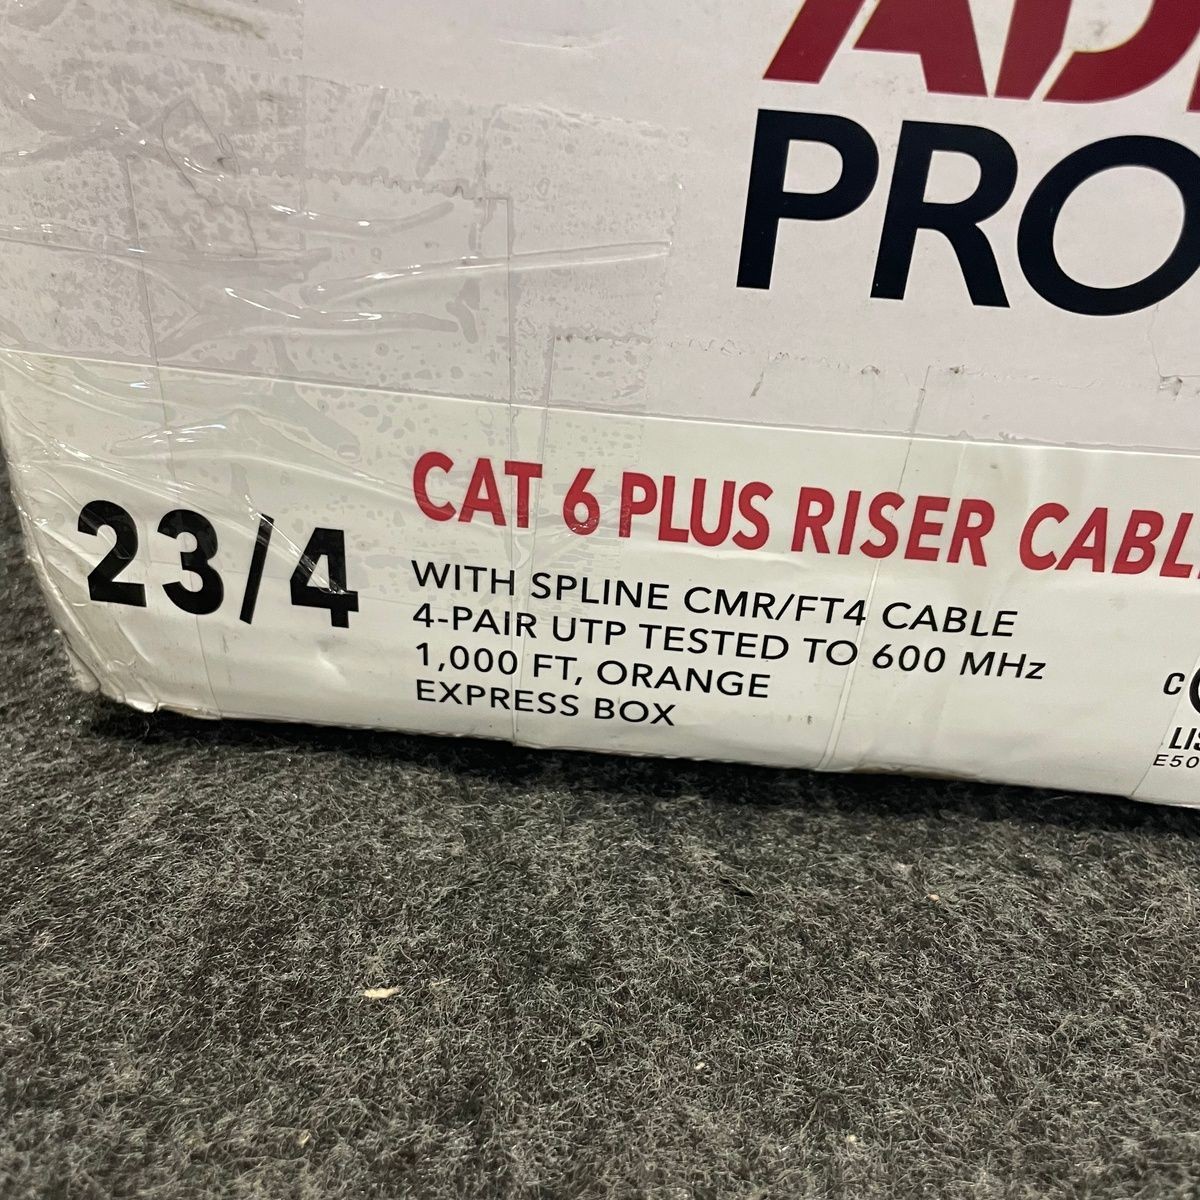 PRO
23/4
CAT 6 PLUS RISER
WITH SPLINE CMR/FT4 CABLE
4-PAIR UTP TESTED TO 600 MHz
1,000 FT, ORANGE
EXPRESS BOX
C